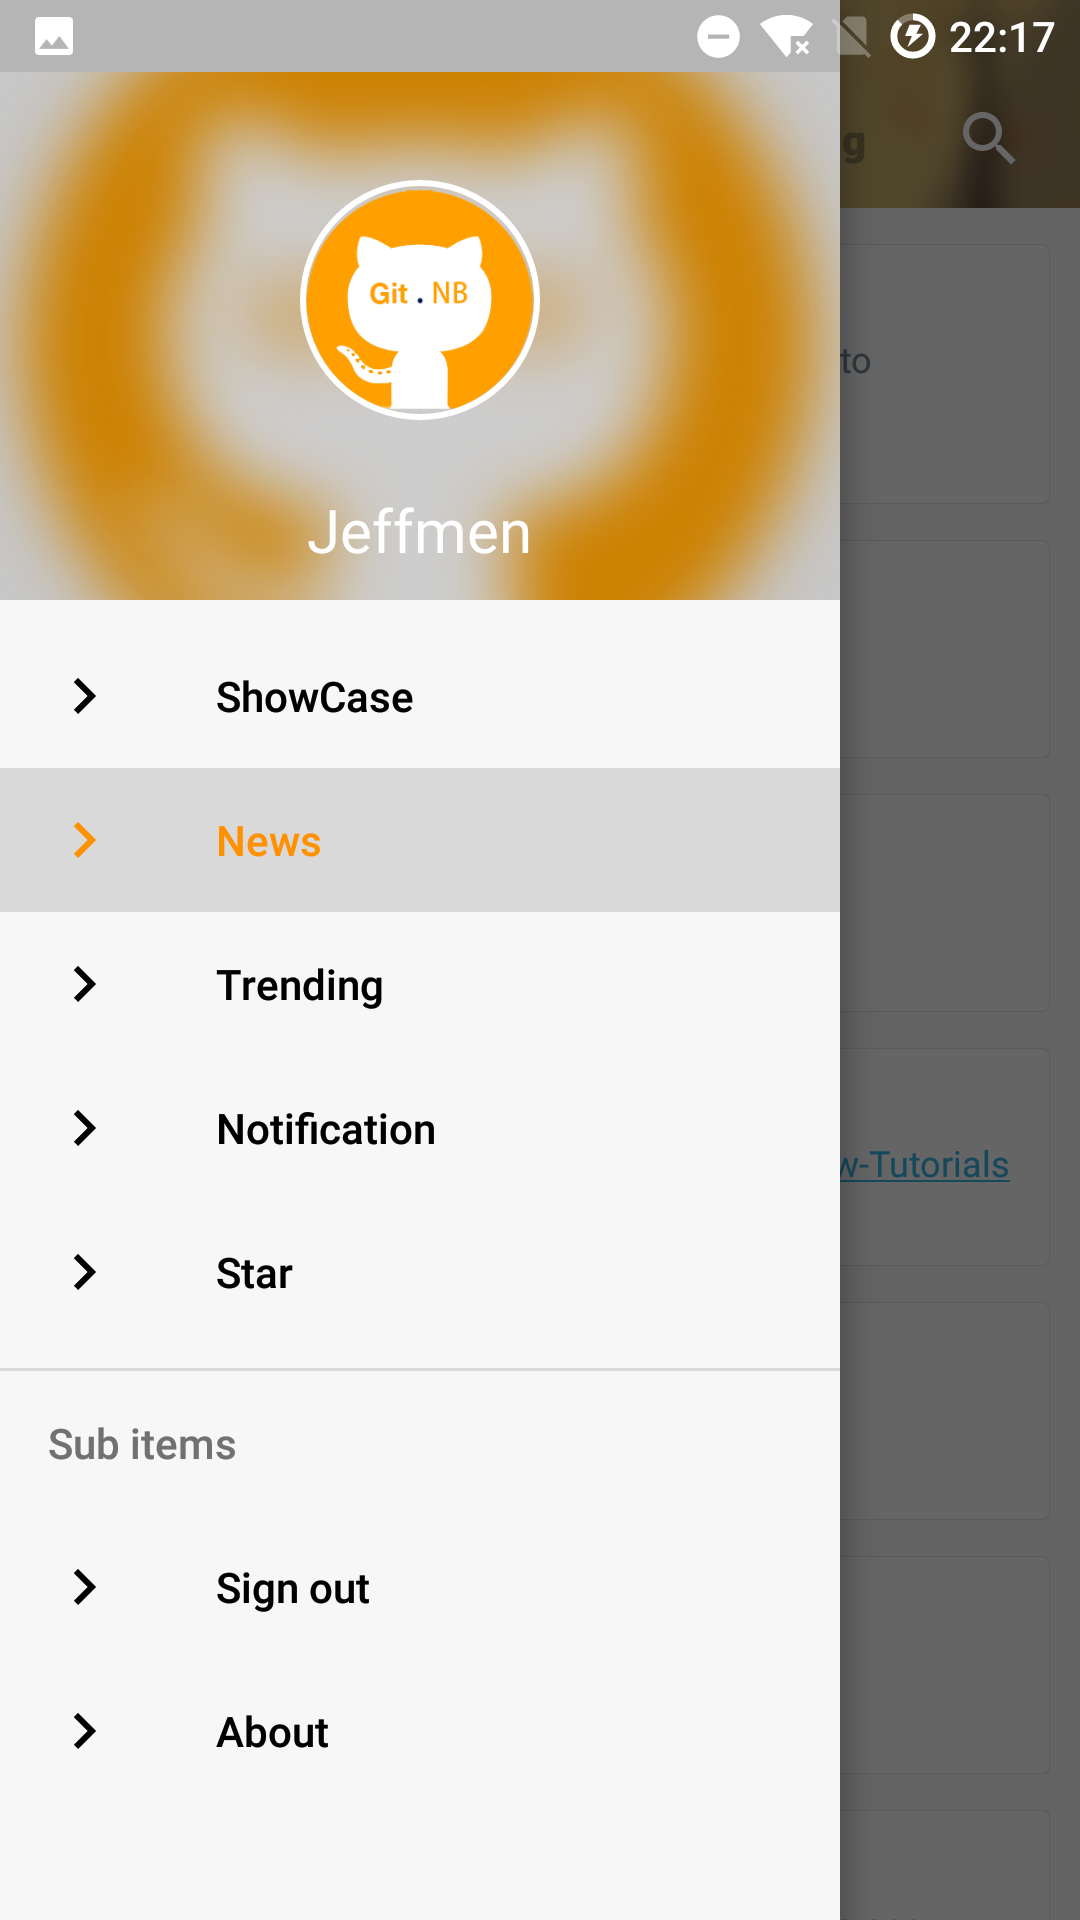 22:17
g
Git . NB
to
Jeffmen
ShowCase
News
Trending
Notification
w-Tutorials
Star
Sub items
Sign out
About